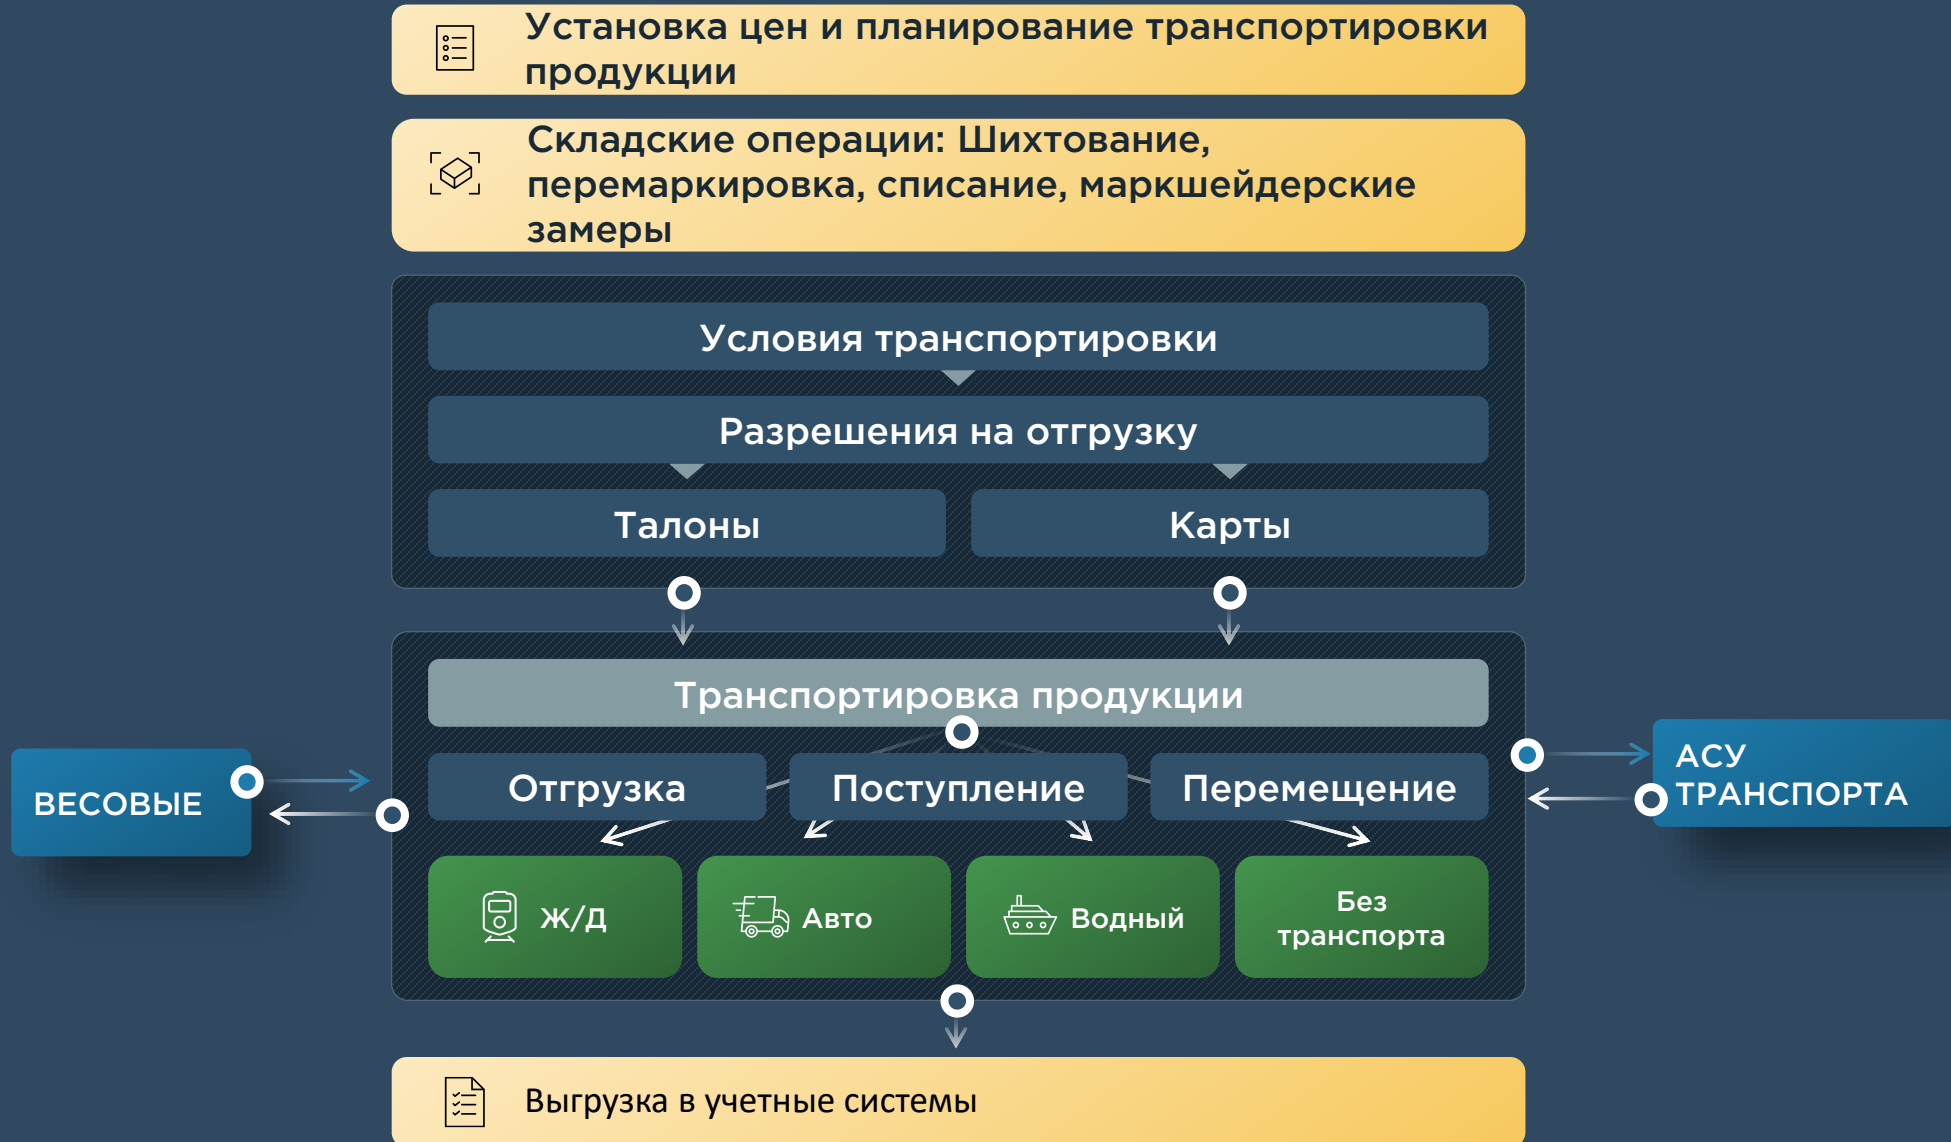 Установка цен и планирование транспортировки
продукции
Складские операции: Шихтование,
перемаркировка, списание, маркшейдерские
замеры
Условия транспортировки
Разрешения на отгрузку
Талоны
Карты
Транспортировка продукции
Отгрузка
Поступление
Перемещение
ВЕСОВЫЕ
АСУ
ТРАНСПОРТА
Ж/Д
Авто
Водный
Без
транспорта
Выгрузка в учетные системы